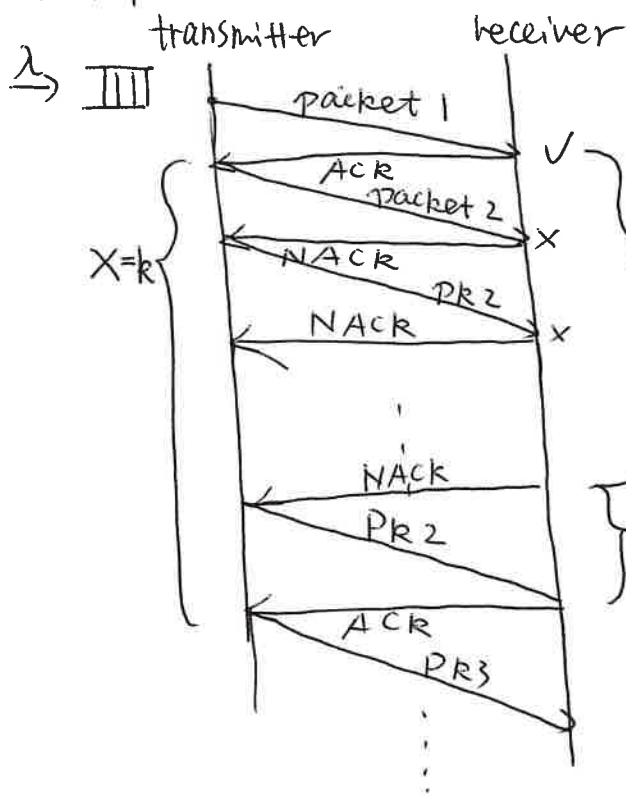 transmitter receiver
λ
packet 1
✓
ACK
packet 2
X
NACK
X=k
PK2
NACK
X
NACK
PK2
ACK
PK3